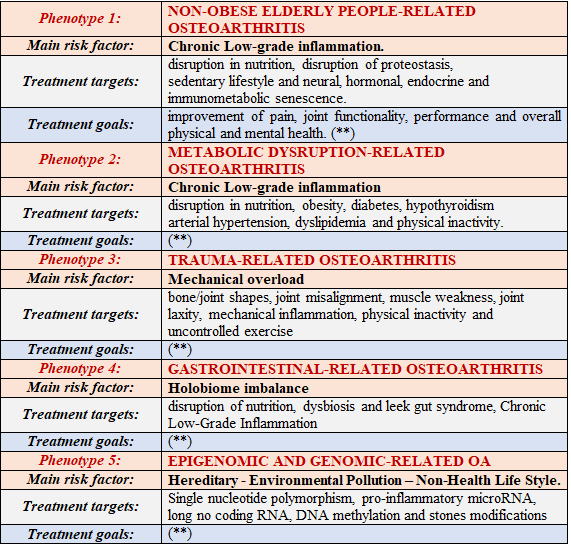 Phenotype 1: NON-OBESE ELDERLY PEOPLE-RELATED
OSTEOARTHRITIS
Main risk factor: Chronic Low-grade inflammation.
Treatment targets: disruption in nutrition, disruption of proteostasis,
sedentary lifestyle and neural, hormonal, endocrine and
immunometabolic senescence.
Treatment goals: improvement of pain, joint functionality, performance and overall
physical and mental health. (**)
Phenotype 2: METABOLIC DYSRUPTION-RELATED
OSTEOARTHRITIS
Main risk factor: Chronic Low-grade inflammation
Treatment targets: disruption in nutrition, obesity, diabetes, hypothyroidism
arterial hypertension, dyslipidemia and physical inactivity.
Treatment goals: (**)
Phenotype 3: TRAUMA-RELATED OSTEOARTHRITIS
Main risk factor: Mechanical overload
Treatment targets: bone/joint shapes, joint misalignment, muscle weakness, joint
laxity, mechanical inflammation, physical inactivity and
uncontrolled exercise
Treatment goals: (**)
Phenotype 4: GASTROINTESTINAL-RELATED OSTEOARTHRITIS
Main risk factor: Holobiome imbalance
Treatment targets: disruption of nutrition, dysbiosis and leek gut syndrome, Chronic
Low-Grade Inflammation
Treatment goals: (**)
Phenotype 5: EPIGENOMIC AND GENOMIC-RELATED OA
Main risk factor: Hereditary - Environmental Pollution – Non-Health Life Style.
Treatment targets: Single nucleotide polymorphism, pro-inflammatory microRNA,
long no coding RNA, DNA methylation and stones modifications
Treatment goals: (**)